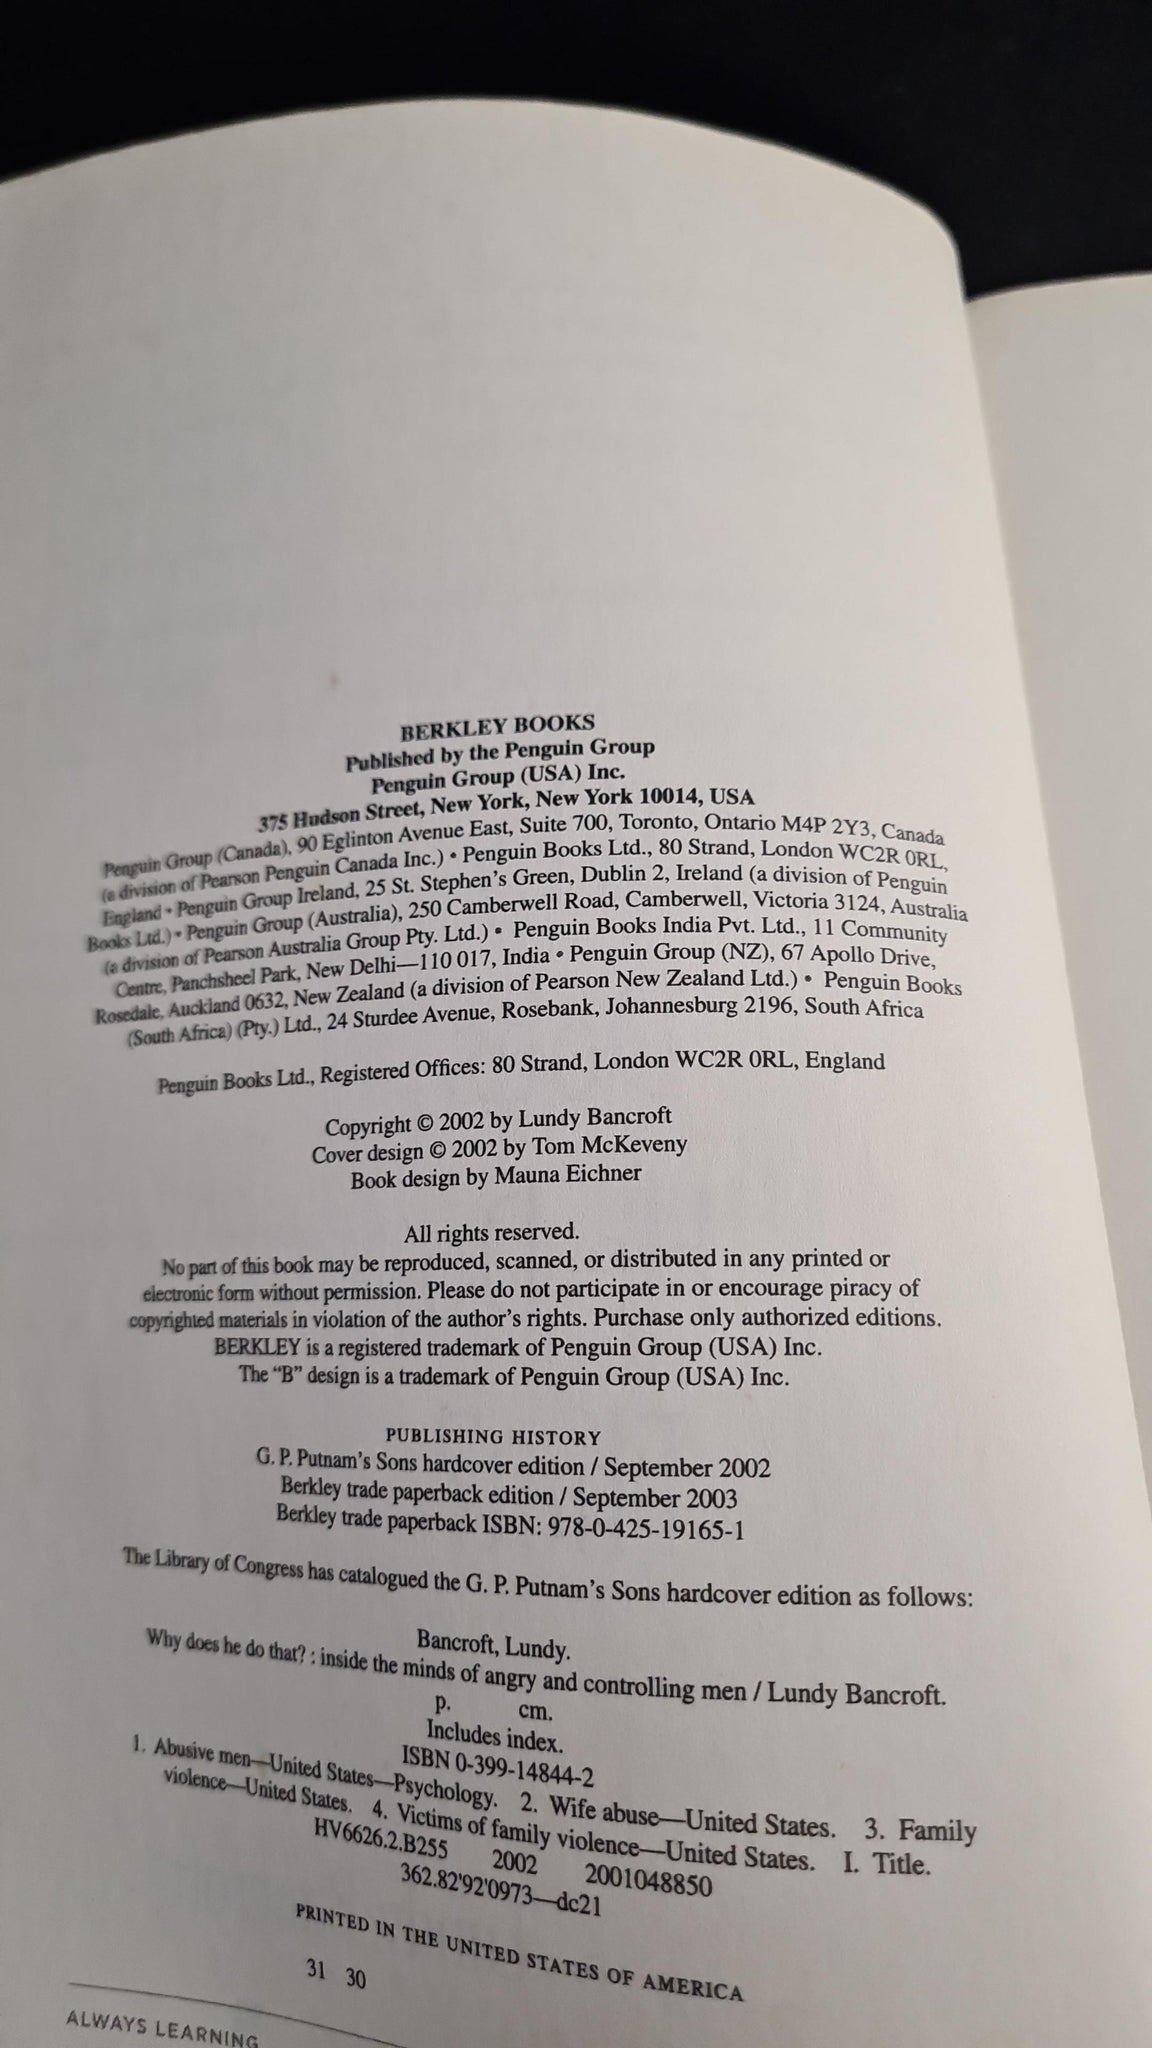 BERKLEY BOOKS
Published by the Penguin Group
Penguin Group (USA) Inc.
375 Hudson Street, New York, New York 10014, USA
Penguin Group (Canada), 90 Eglinton Avenue East, Suite 700, Toronto, Ontario M4P 2Y3, Canada
(a division of Pearson Penguin Canada Inc.) • Penguin Books Ltd., 80 Strand, London WC2R 0RL,
England • Penguin Group Ireland, 25 St. Stephen's Green, Dublin 2, Ireland (a division of Penguin
Books Ltd.) • Penguin Group (Australia), 250 Camberwell Road, Camberwell, Victoria 3124, Australia
(a division of Pearson Australia Group Pty. Ltd.) • Penguin Books India Pvt. Ltd., 11 Community
Centre, Panchsheel Park, New Delhi—110 017, India • Penguin Group (NZ), 67 Apollo Drive,
Rosedale, Auckland 0632, New Zealand (a division of Pearson New Zealand Ltd.) • Penguin Books
(South Africa) (Pty.) Ltd., 24 Sturdee Avenue, Rosebank, Johannesburg 2196, South Africa
Penguin Books Ltd., Registered Offices: 80 Strand, London WC2R 0RL, England
Copyright © 2002 by Lundy Bancroft
Cover design © 2002 by Tom McKeveny
Book design by Mauna Eichner
All rights reserved.
No part of this book may be reproduced, scanned, or distributed in any printed or
electronic form without permission. Please do not participate in or encourage piracy of
copyrighted materials in violation of the author's rights. Purchase only authorized editions.
BERKLEY is a registered trademark of Penguin Group (USA) Inc.
The "B" design is a trademark of Penguin Group (USA) Inc.
PUBLISHING HISTORY
G. P. Putnam's Sons hardcover edition / September 2002
Berkley trade paperback edition / September 2003
Berkley trade paperback ISBN: 978-0-425-19165-1
The Library of Congress has catalogued the G. P. Putnam's Sons hardcover edition as follows:
Bancroft, Lundy.
Why does he do that? : inside the minds of angry and controlling men / Lundy Bancroft.
p. cm.
Includes index.
ISBN 0-399-14844-2
1. Abusive men—United States—Psychology. 2. Wife abuse—United States. 3. Family
violence—United States. 4. Victims of family violence—United States. I. Title.
HV6626.2.B255 2002 2001048850
362.82'92'0973—dc21
PRINTED IN THE UNITED STATES OF AMERICA
31 30
ALWAYS LEARNING